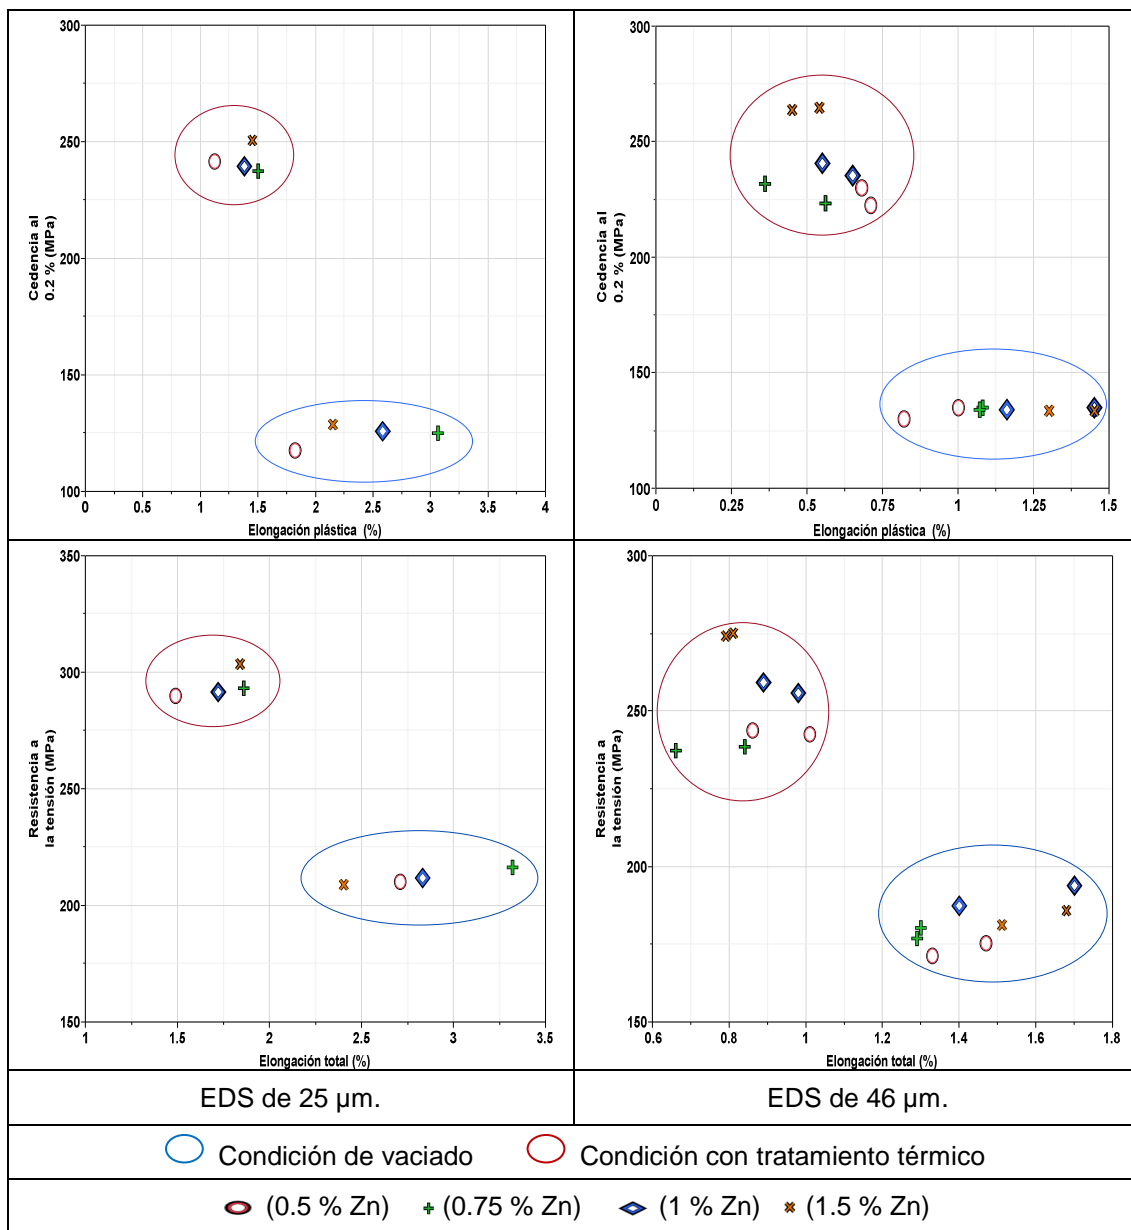 300
250
200
150
100
Cedencia al
0.2 % (MPa)
0 0.5 1 1.5 2 2.5 3 3.5 4
Elongación plástica (%)
300
250
200
150
100
Cedencia al
0.2 % (MPa)
0 0.25 0.5 0.75 1 1.25 1.5
Elongación plástica (%)
350
300
250
200
150
Resistencia a
la tensión (MPa)
1 1.5 2 2.5 3 3.5
Elongación total (%)
300
250
200
150
Resistencia a
la tensión (MPa)
0.6 0.8 1 1.2 1.4 1.6 1.8
Elongación total (%)
EDS de 25 µm.
EDS de 46 µm.
Condición de vaciado Condición con tratamiento térmico
(0.5 % Zn) (0.75 % Zn) (1 % Zn) (1.5 % Zn)